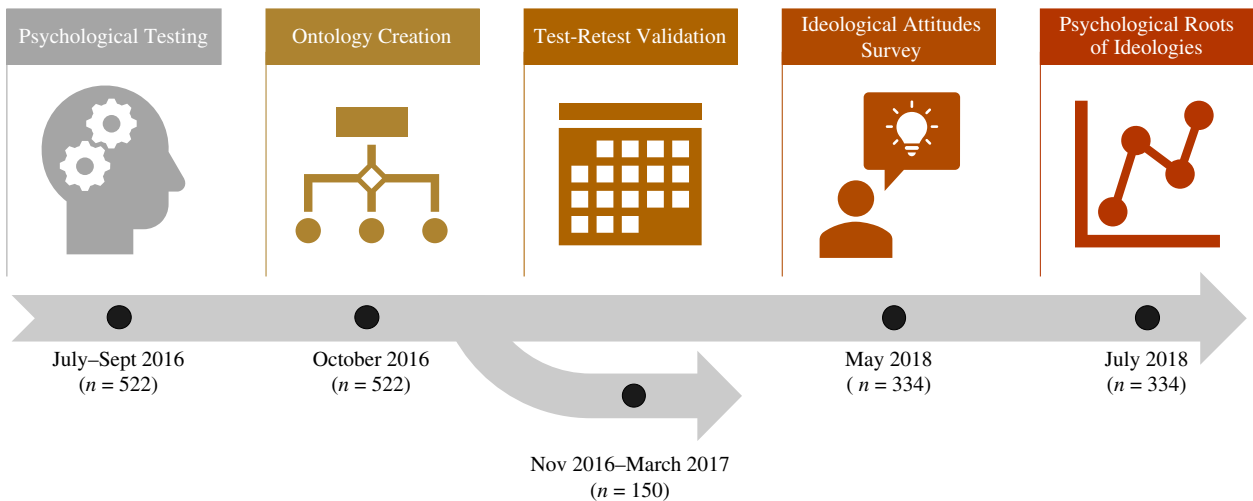 Psychological Testing
Ontology Creation
Test-Retest Validation
Ideological Attitudes
Survey
Psychological Roots
of Ideologies
July–Sept 2016
(n = 522)
October 2016
(n = 522)
Nov 2016–March 2017
(n = 150)
May 2018
( n = 334)
July 2018
(n = 334)